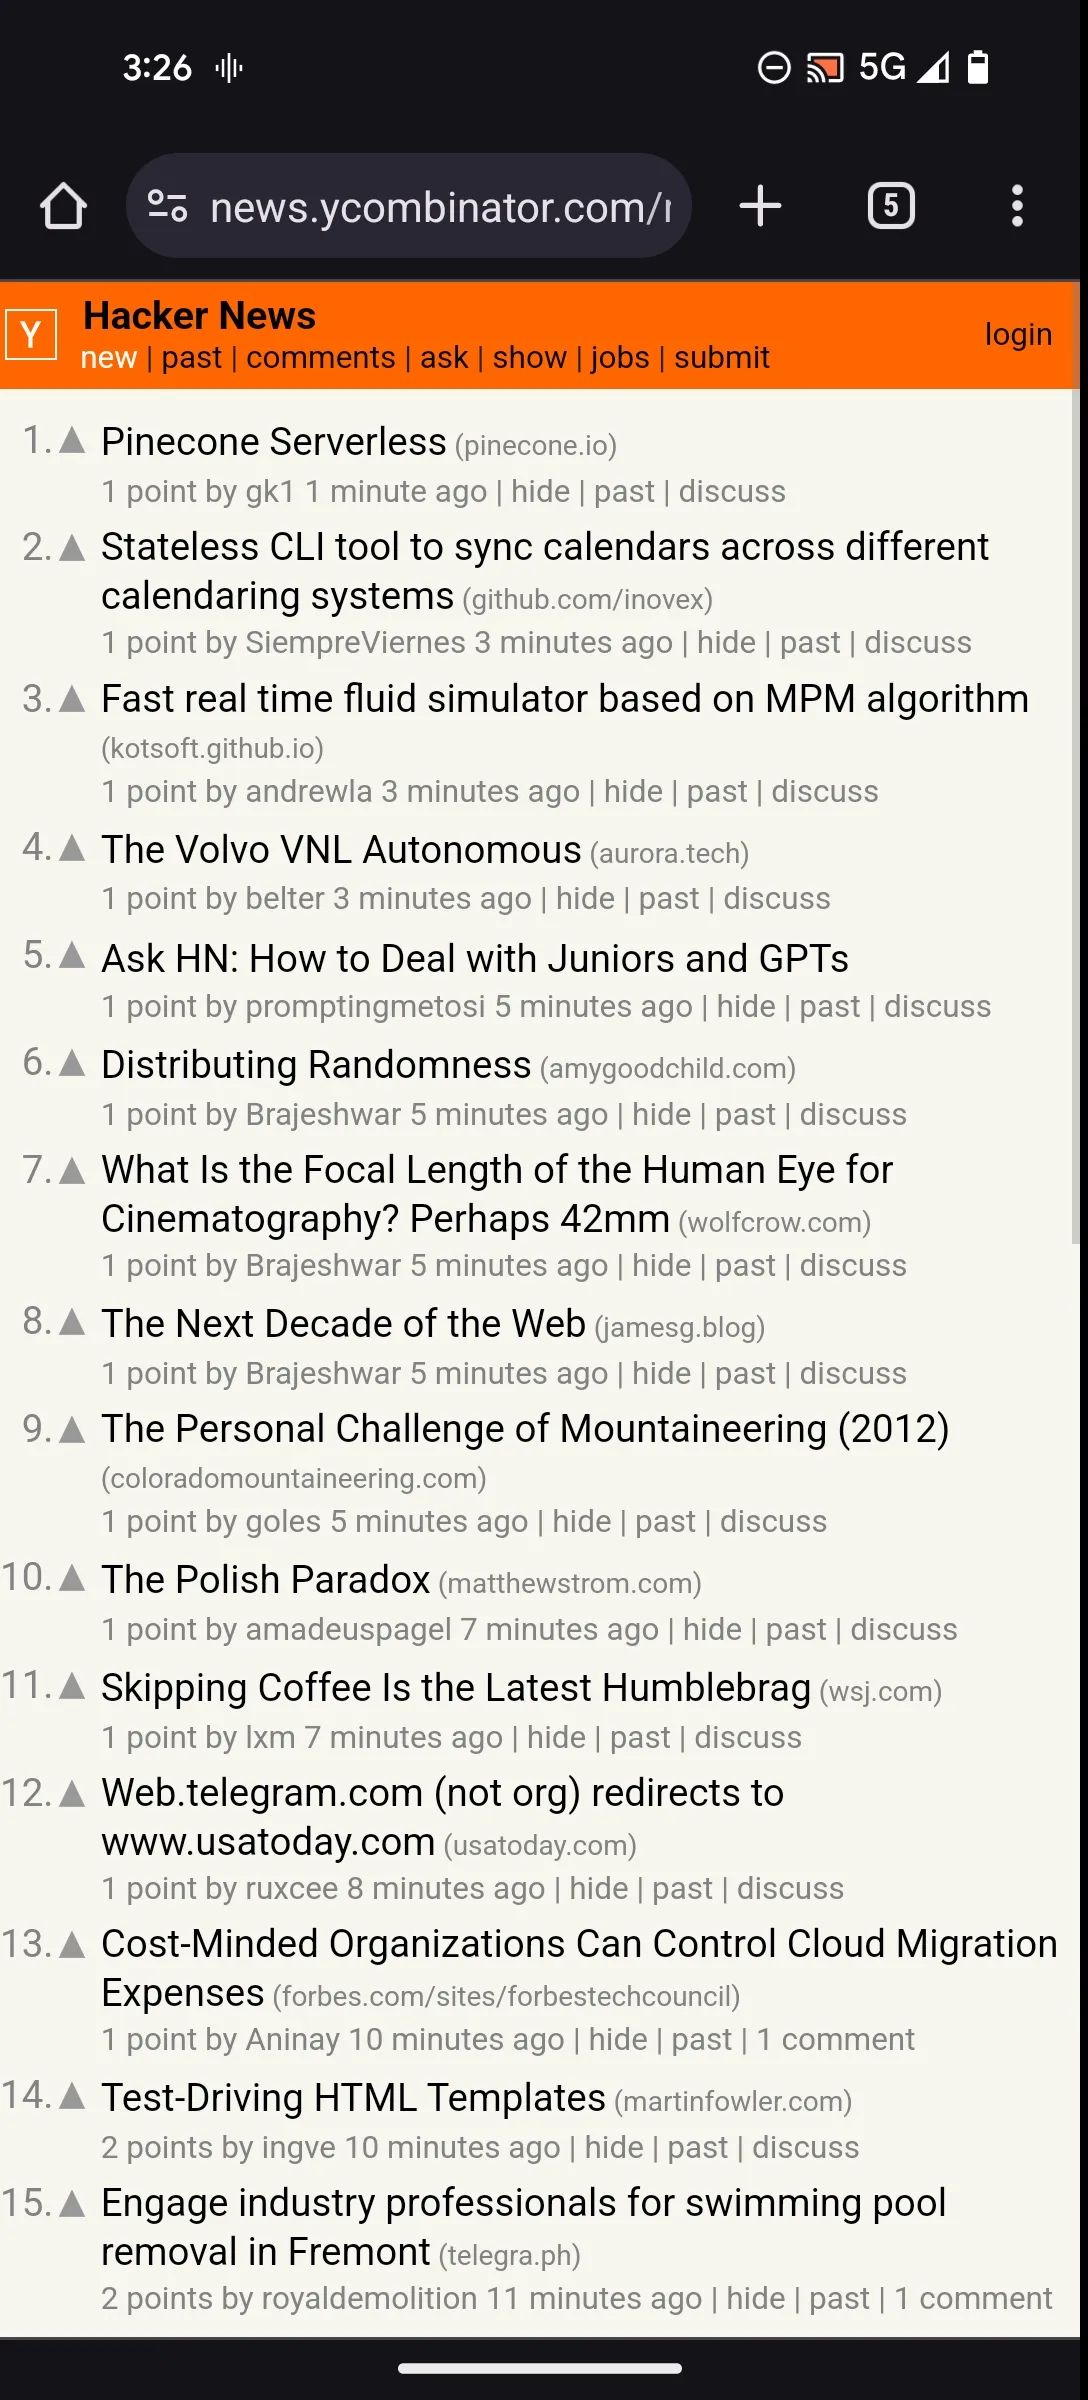 3:26 5G
news.ycombinator.com/ 5
Y Hacker News
new | past | comments | ask | show | jobs | submit login
1. Pinecone Serverless (pinecone.io)
1 point by gk1 1 minute ago | hide | past | discuss
2. Stateless CLI tool to sync calendars across different
calendaring systems (github.com/inovex)
1 point by SiempreViernes 3 minutes ago | hide | past | discuss
3. Fast real time fluid simulator based on MPM algorithm
(kotsoft.github.io)
1 point by andrewla 3 minutes ago | hide | past | discuss
4. The Volvo VNL Autonomous (aurora.tech)
1 point by belter 3 minutes ago | hide | past | discuss
5. Ask HN: How to Deal with Juniors and GPTs
1 point by promptingmetosi 5 minutes ago | hide | past | discuss
6. Distributing Randomness (amygoodchild.com)
1 point by Brajeshwar 5 minutes ago | hide | past | discuss
7. What Is the Focal Length of the Human Eye for
Cinematography? Perhaps 42mm (wolfcrow.com)
1 point by Brajeshwar 5 minutes ago | hide | past | discuss
8. The Next Decade of the Web (jamesg.blog)
1 point by Brajeshwar 5 minutes ago | hide | past | discuss
9. The Personal Challenge of Mountaineering (2012)
(coloradomountaineering.com)
1 point by goles 5 minutes ago | hide | past | discuss
10. The Polish Paradox (matthewstrom.com)
1 point by amadeuspagel 7 minutes ago | hide | past | discuss
11. Skipping Coffee Is the Latest Humblebrag (wsj.com)
1 point by lxm 7 minutes ago | hide | past | discuss
12. Web.telegram.com (not org) redirects to
www.usatoday.com (usatoday.com)
1 point by ruxcee 8 minutes ago | hide | past | discuss
13. Cost-Minded Organizations Can Control Cloud Migration
Expenses (forbes.com/sites/forbestechcouncil)
1 point by Aninay 10 minutes ago | hide | past | 1 comment
14. Test-Driving HTML Templates (martinfowler.com)
2 points by ingve 10 minutes ago | hide | past | discuss
15. Engage industry professionals for swimming pool
removal in Fremont (telegra.ph)
2 points by royaldemolition 11 minutes ago | hide | past | 1 comment